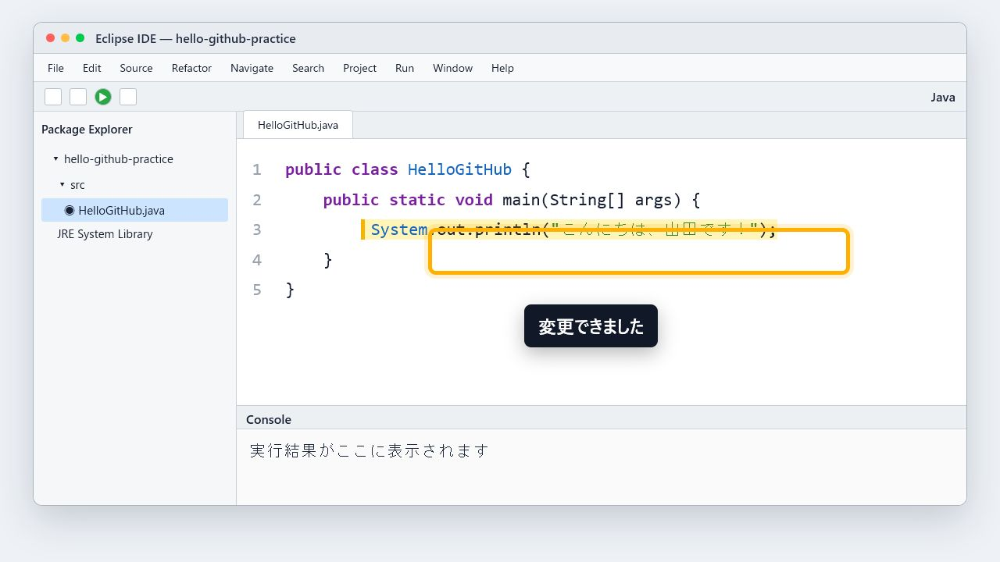 Eclipse IDE — hello-github-practice
File Edit Source Refactor Navigate Search Project Run Window Help
Java
Package Explorer
▾ hello-github-practice
▾ src
◉ HelloGitHub.java
JRE System Library
HelloGitHub.java
1 public class HelloGitHub {
2 public static void main(String[] args) {
3 System.out.println("こんにちは、山田です！");
4 }
5 }
変更できました
Console
実行結果がここに表示されます